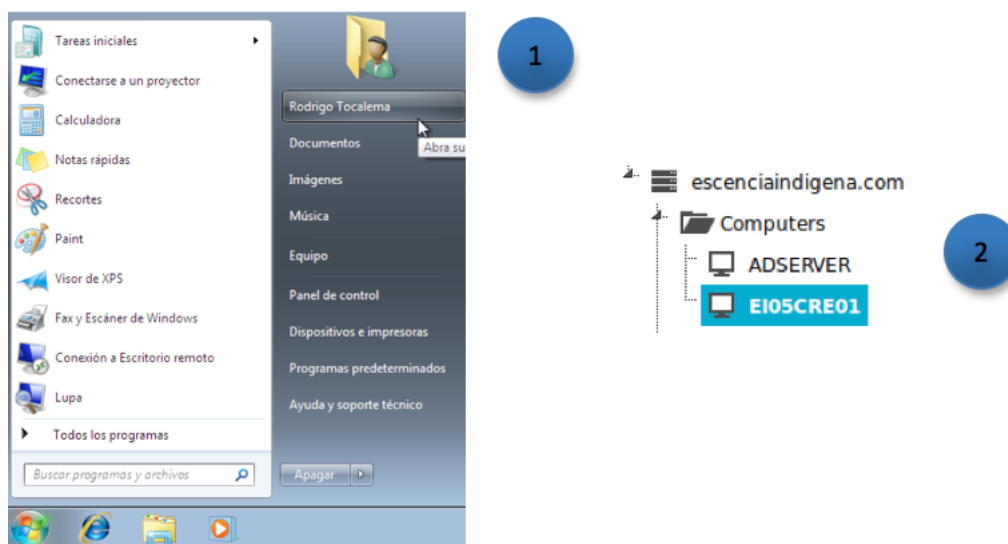 Tareas iniciales
Conectarse a un proyector
Calculadora
Notas rápidas
Recortes
Paint
Visor de XPS
Fax y Escáner de Windows
Conexión a Escritorio remoto
Lupa
Todos los programas
Buscar programas y archivos
Rodrigo Tocalema
Abra su
Documentos
Imágenes
Música
Equipo
Panel de control
Dispositivos e impresoras
Programas predeterminados
Ayuda y soporte técnico
Apagar
1
escenciaindigena.com
Computers
ADSERVER
EI05CRE01
2